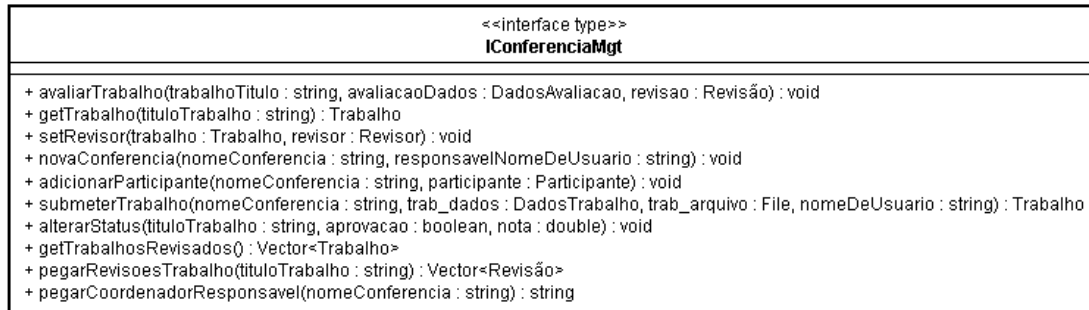 <<interface type>>
IConferenciaMgt
+ avaliarTrabalho(trabalhoTitulo : string, avaliacaoDados : DadosAvaliacao, revisao : Revisão) : void
+ getTrabalho(tituloTrabalho : string) : Trabalho
+ setRevisor(trabalho : Trabalho, revisor : Revisor) : void
+ novaConferencia(nomeConferencia : string, responsavelNomeDeUsuario : string) : void
+ adicionarParticipante(nomeConferencia : string, participante : Participante) : void
+ submeterTrabalho(nomeConferencia : string, trab_dados : DadosTrabalho, trab_arquivo : File, nomeDeUsuario : string) : Trabalho
+ alterarStatus(tituloTrabalho : string, aprovacao : boolean, nota : double) : void
+ getTrabalhosRevisados() : Vector<Trabalho>
+ pegarRevisoesTrabalho(tituloTrabalho : string) : Vector<Revisão>
+ pegarCoordenadorResponsavel(nomeConferencia : string) : string